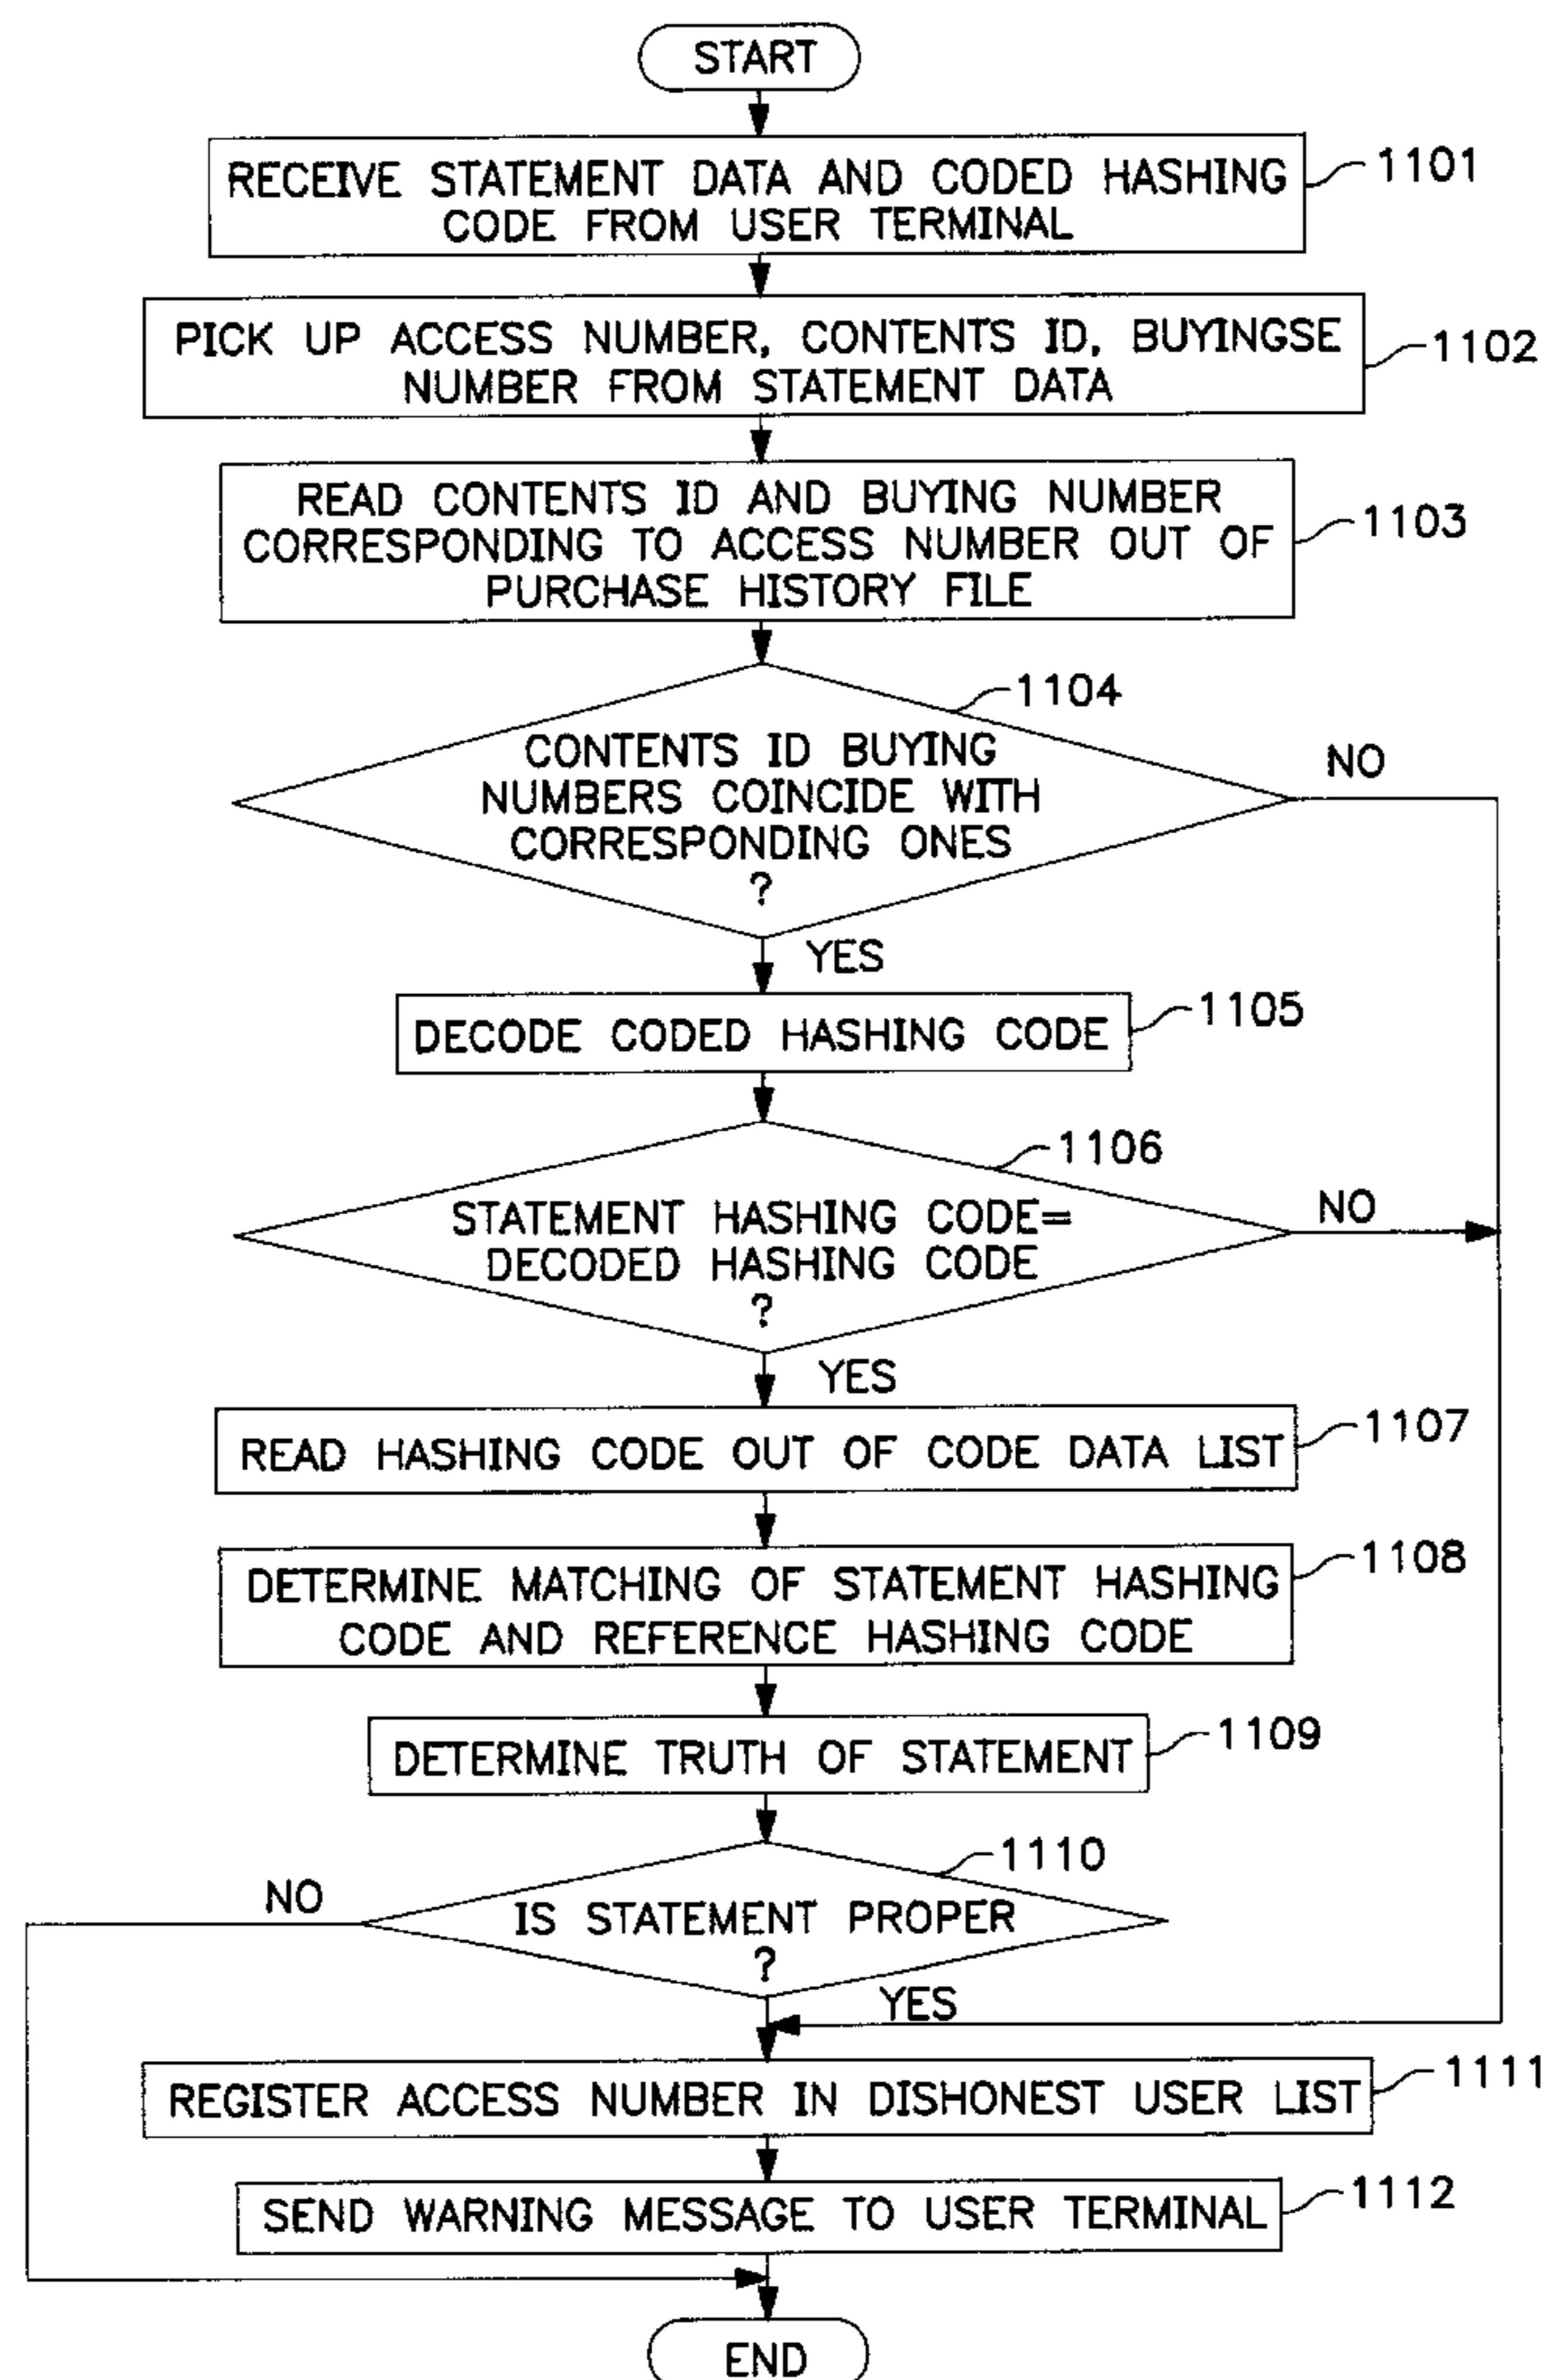 START
RECEIVE STATEMENT DATA AND CODED HASHING
CODE FROM USER TERMINAL
1101
PICK UP ACCESS NUMBER, CONTENTS ID, BUYINGSE
NUMBER FROM STATEMENT DATA
1102
READ CONTENTS ID AND BUYING NUMBER
CORRESPONDING TO ACCESS NUMBER OUT OF
PURCHASE HISTORY FILE
1103
1104
CONTENTS ID BUYING
NUMBERS COINCIDE WITH
CORRESPONDING ONES
?
NO
YES
DECODE CODED HASHING CODE
1105
1106
STATEMENT HASHING CODE=
DECODED HASHING CODE
?
NO
YES
READ HASHING CODE OUT OF CODE DATA LIST
1107
DETERMINE MATCHING OF STATEMENT HASHING
CODE AND REFERENCE HASHING CODE
1108
DETERMINE TRUTH OF STATEMENT
1109
1110
NO
IS STATEMENT PROPER
?
YES
REGISTER ACCESS NUMBER IN DISHONEST USER LIST
1111
SEND WARNING MESSAGE TO USER TERMINAL
1112
END